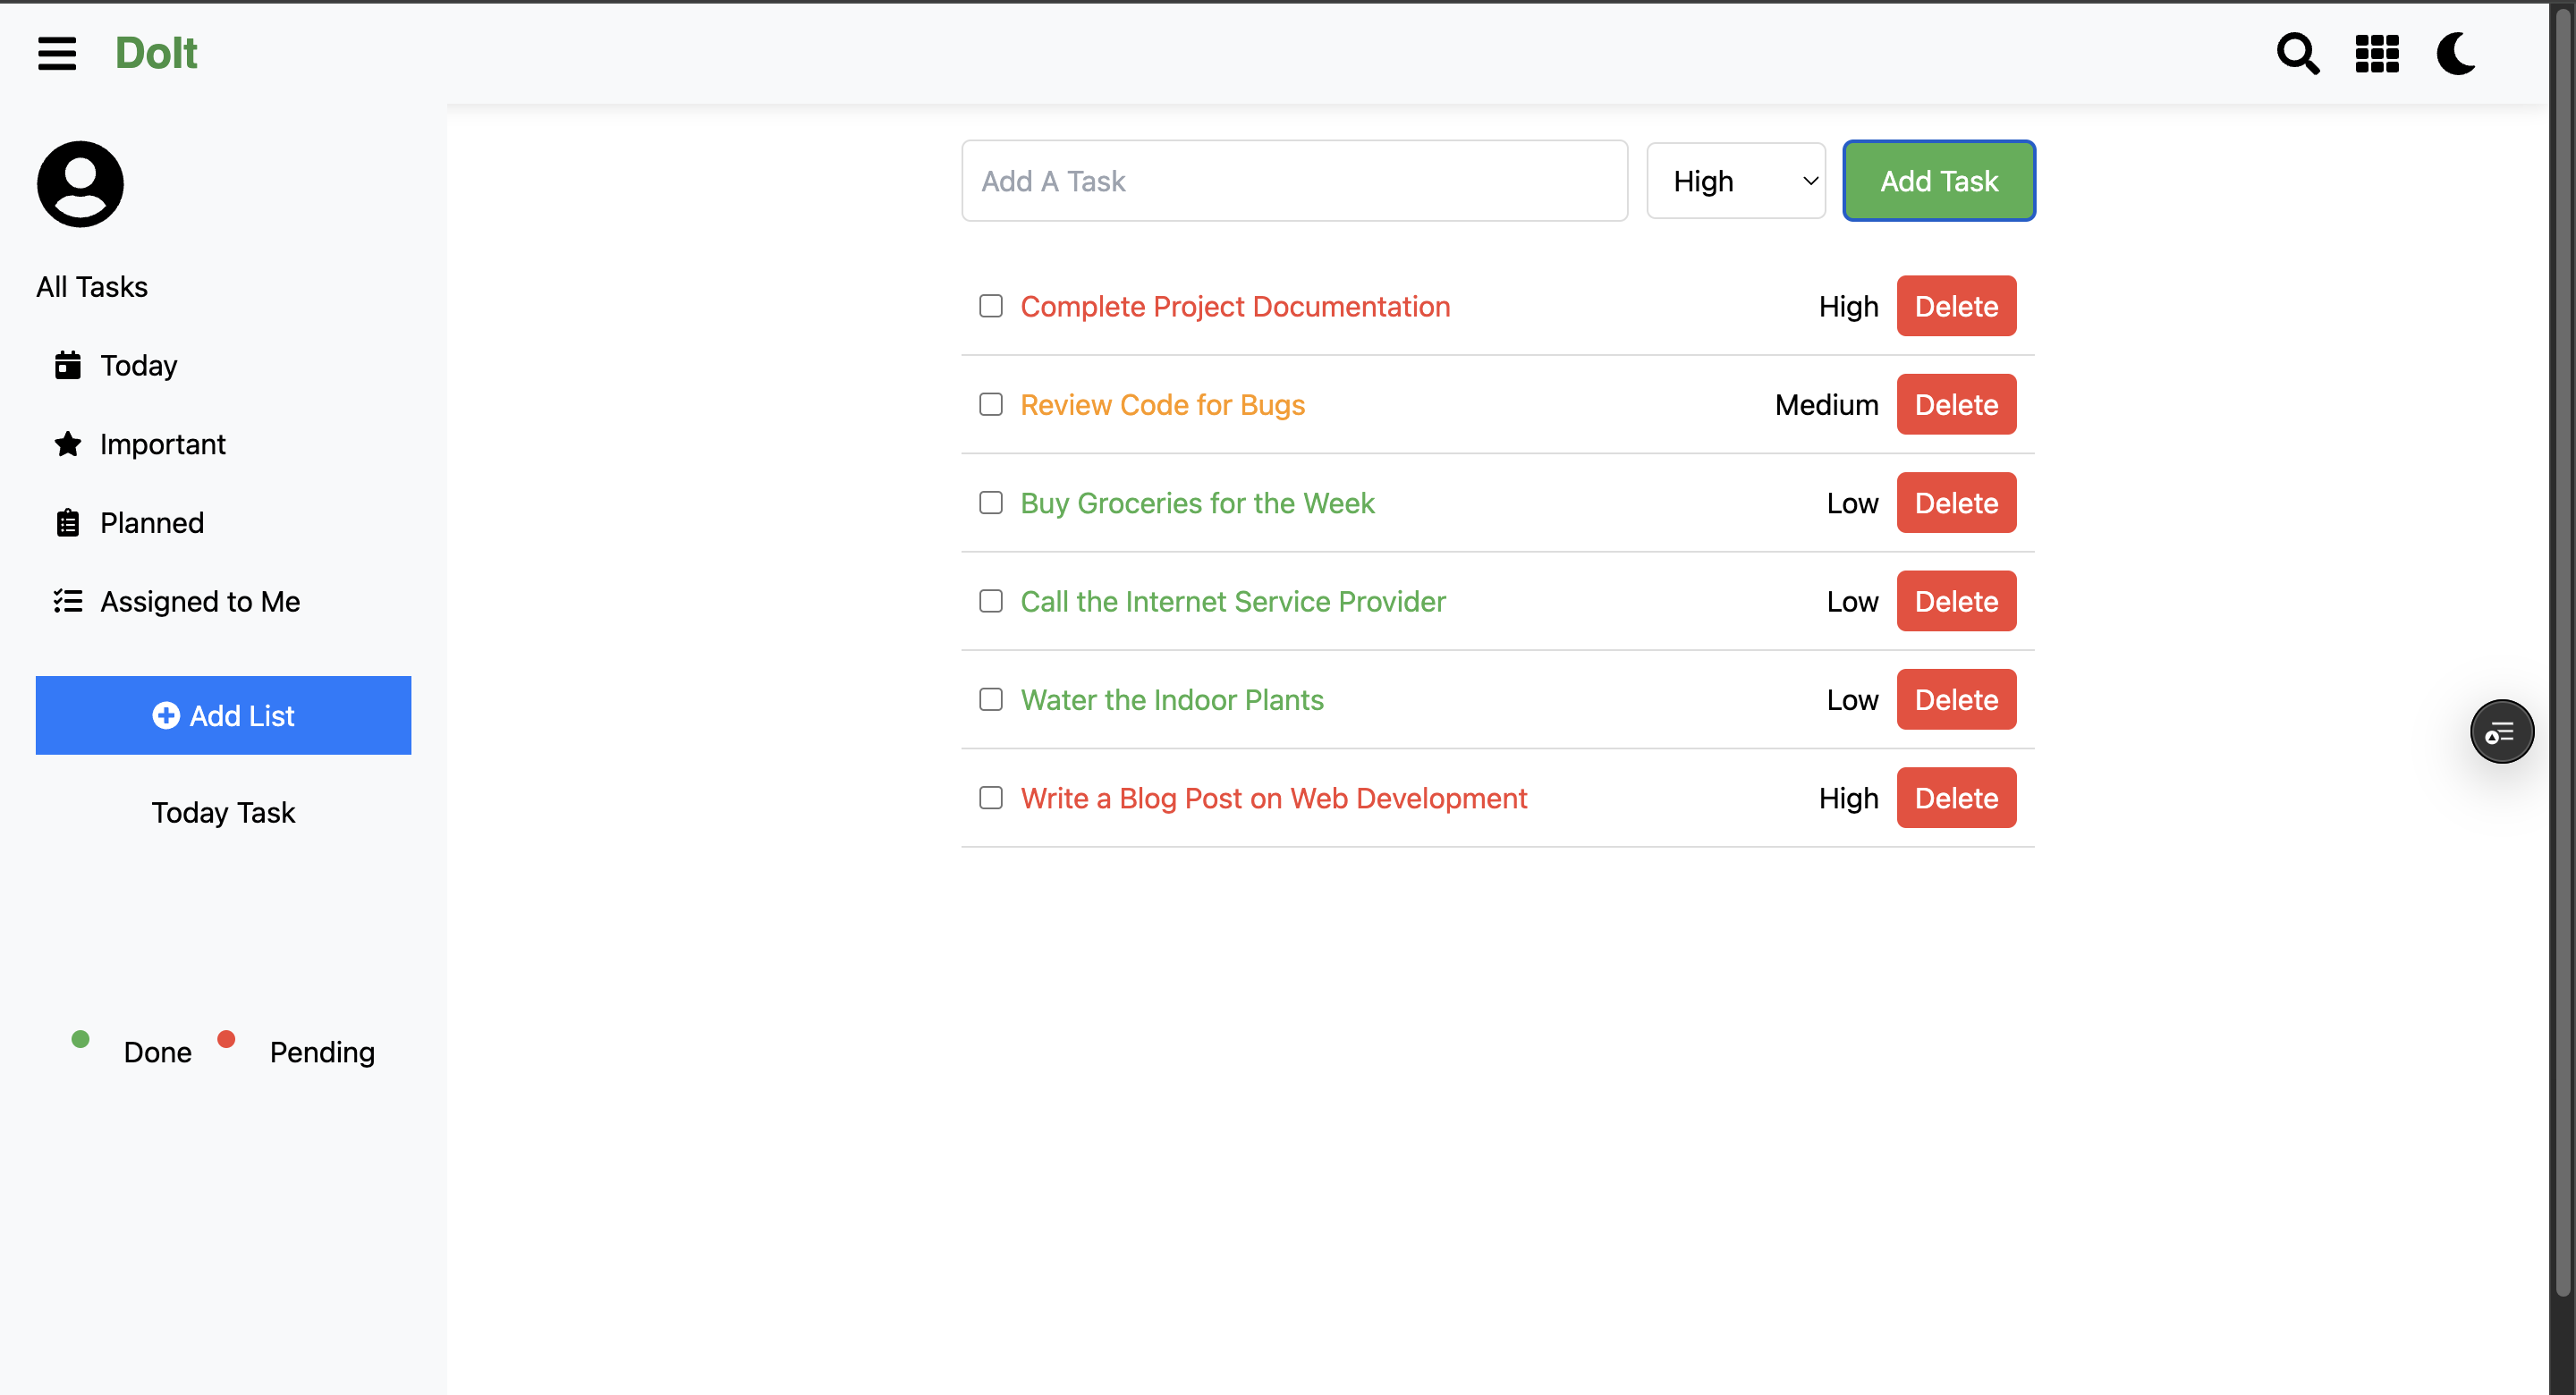 DoIt
Add A Task
High
Add Task
All Tasks
Today
Important
Planned
Assigned to Me
Add List
Today Task
Done
Pending
Complete Project Documentation High Delete
Review Code for Bugs Medium Delete
Buy Groceries for the Week Low Delete
Call the Internet Service Provider Low Delete
Water the Indoor Plants Low Delete
Write a Blog Post on Web Development High Delete